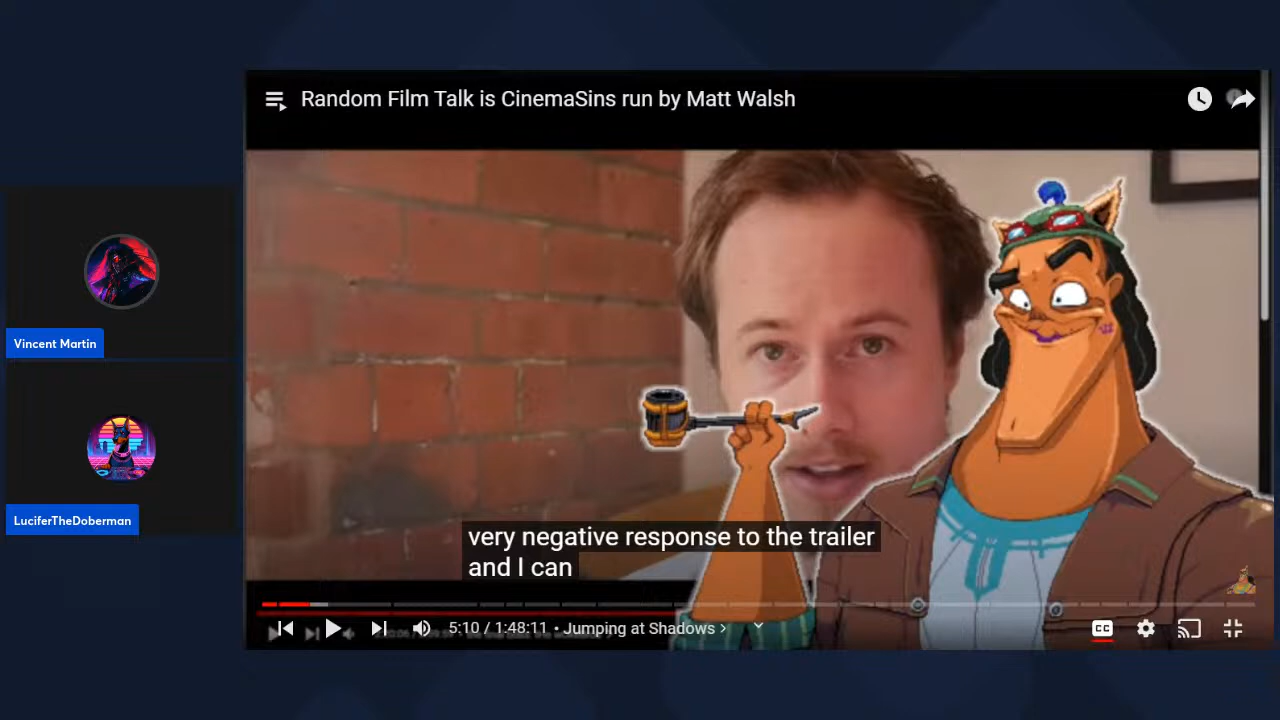 Random Film Talk is CinemaSins run by Matt Walsh
Vincent Martin
LuciferTheDoberman
very negative response to the trailer
and I can
5:10 / 1:48:11 • Jumping at Shadows >
CC